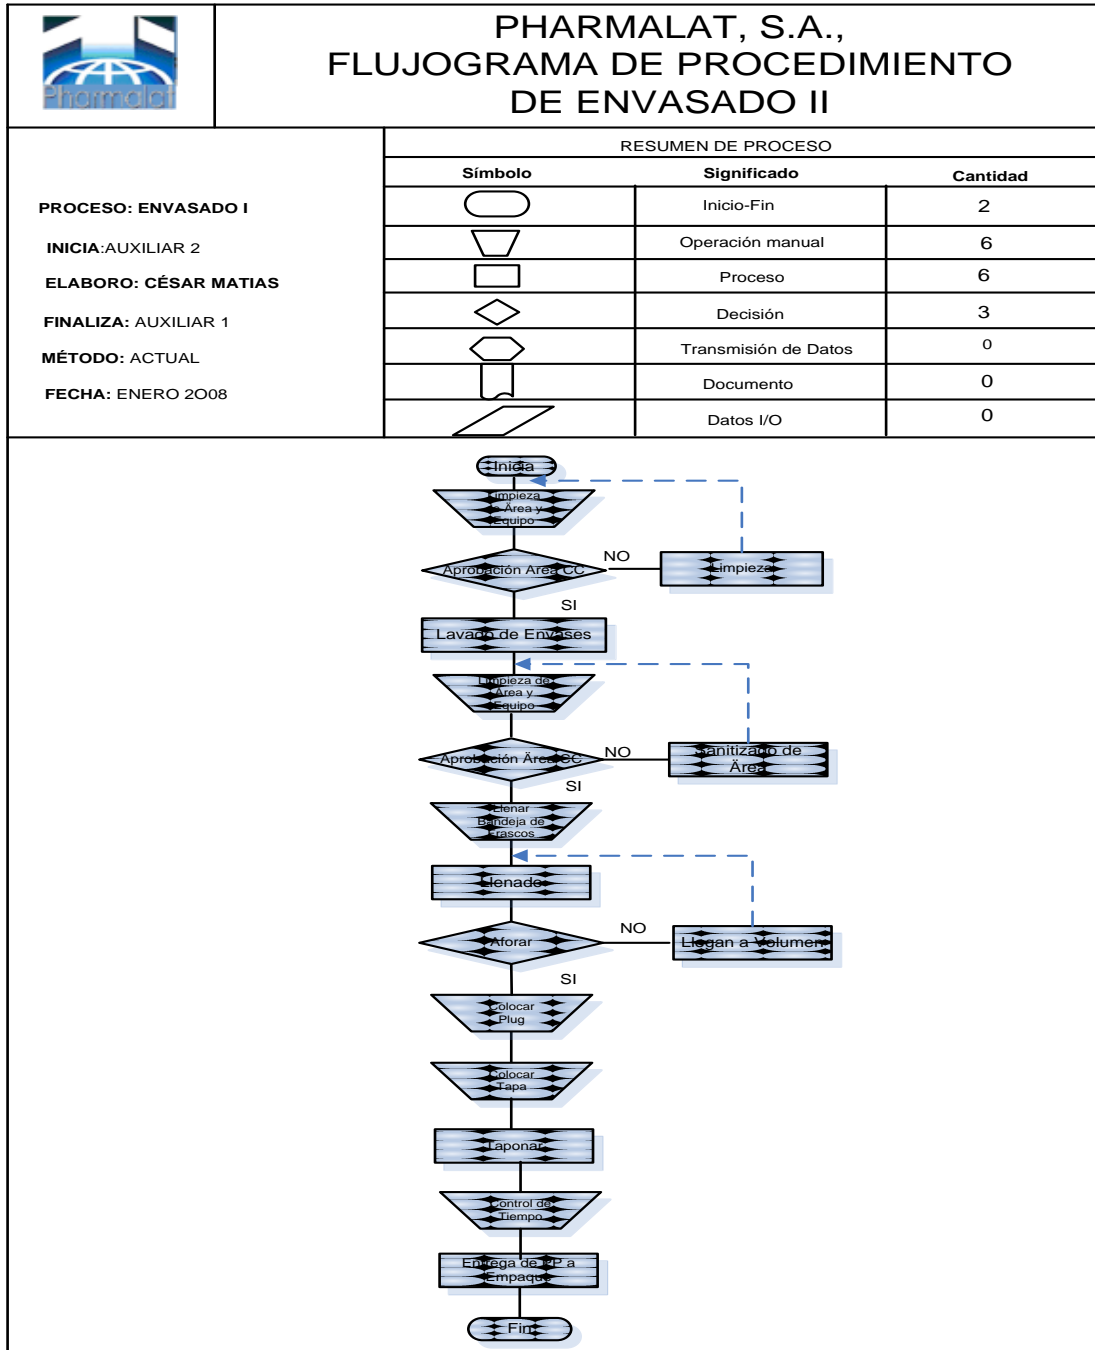 Pharmalat
PHARMALAT, S.A.,
FLUJOGRAMA DE PROCEDIMIENTO
DE ENVASADO II
PROCESO: ENVASADO I
INICIA:AUXILIAR 2
ELABORO: CÉSAR MATIAS
FINALIZA: AUXILIAR 1
MÉTODO: ACTUAL
FECHA: ENERO 2O08
RESUMEN DE PROCESO
Símbolo Significado Cantidad
Inicio-Fin 2
Operación manual 6
Proceso 6
Decisión 3
Transmisión de Datos 0
Documento 0
Datos I/O 0
Inicia
Limpieza
de Área y
Equipo
Aprobación Area CC
NO
Limpieza
SI
Lavado de Envases
Limpieza de
Área y
Equipo
Aprobación Ärea CC
NO
Sanitizado de
Ärea
SI
Llenar
Bandeja de
Frascos
Llenado
Aforar
NO
Llegan a Volumen
SI
Colocar
Plug
Colocar
Tapa
Taponar
Control de
Tiempo
Entrega de PP a
Empaque
Fin